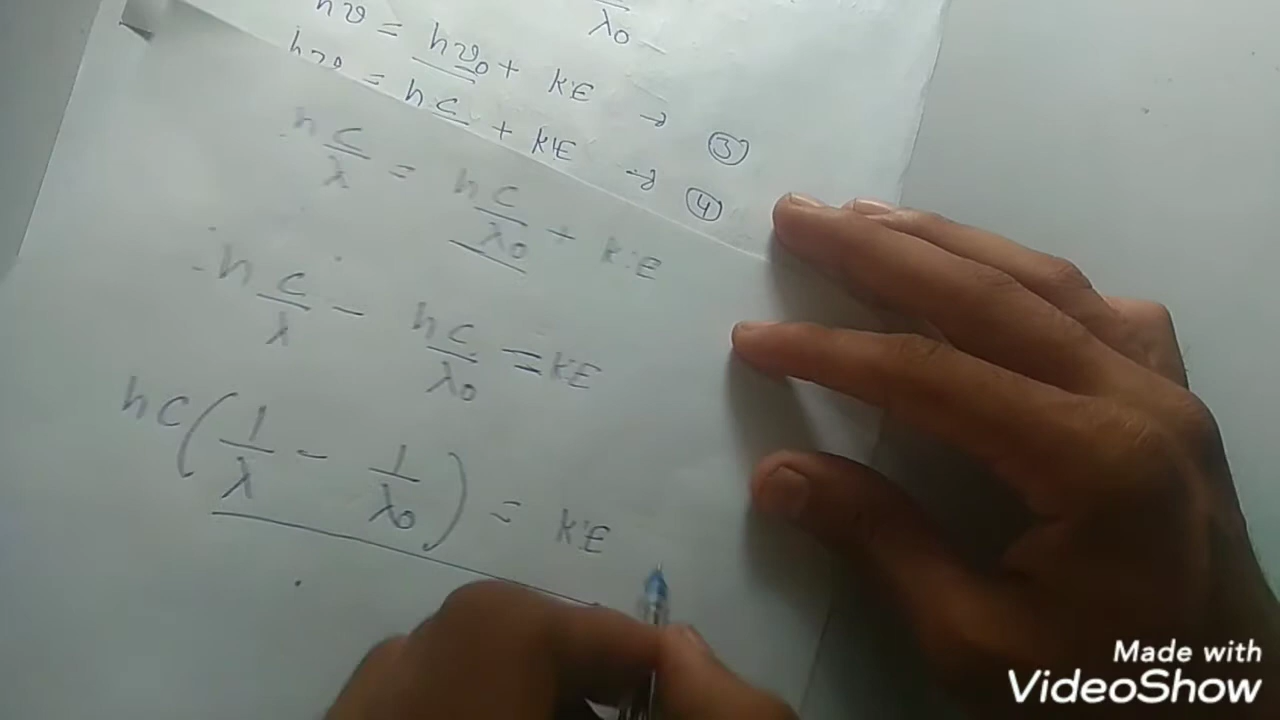 λ₀
hν = hν₀ + K.E → ③
hν = hc + K.E → ④
hc/λ = hc/λ₀ + K.E
hc/λ - hc/λ₀ = KE
hc(1/λ - 1/λ₀) = K.E
Made with
VideoShow